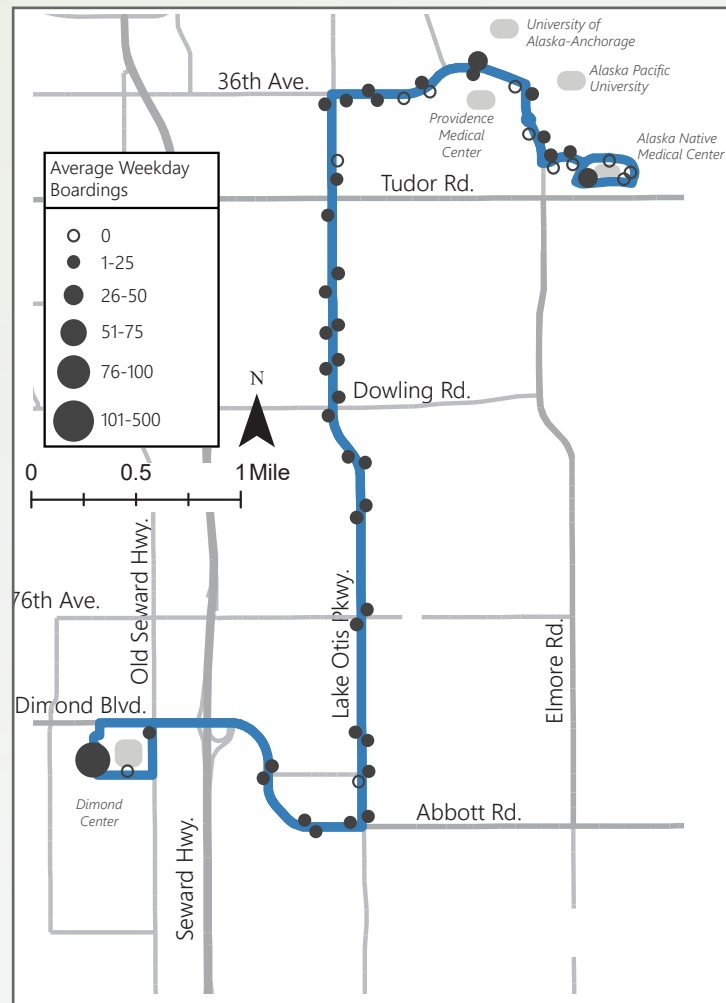 University of
Alaska-Anchorage
36th Ave.
Alaska Pacific
University
Providence
Medical
Center
Alaska Native
Medical Center
Average Weekday
Boardings
0
1-25
26-50
51-75
76-100
101-500
Tudor Rd.
N
Dowling Rd.
0 0.5 1 Mile
Old Seward Hwy.
76th Ave.
Lake Otis Pkwy.
Elmore Rd.
Dimond Blvd.
Dimond
Center
Abbott Rd.
Seward Hwy.